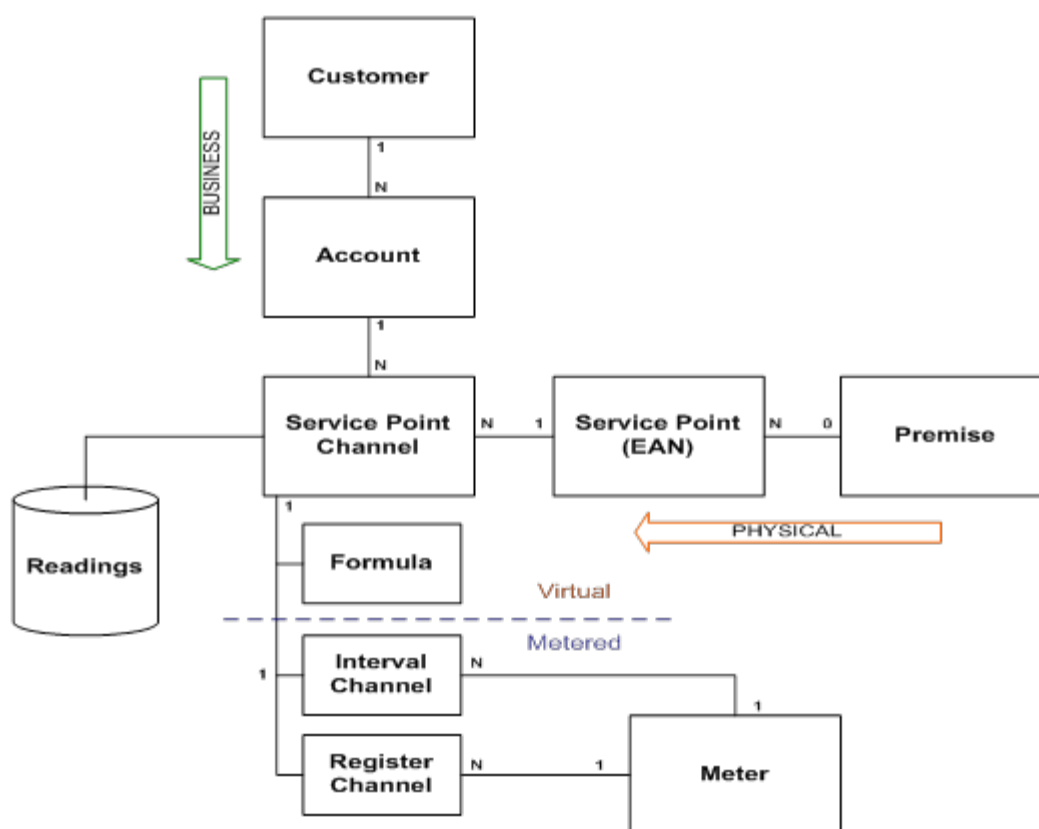 Customer
BUSINESS
1
N
Account
1
N
Service Point
Channel
N
1
Service Point
(EAN)
N
0
Premise
Readings
1
PHYSICAL
Formula
Virtual
Metered
1
Interval
Channel
N
1
Register
Channel
N
1
Meter